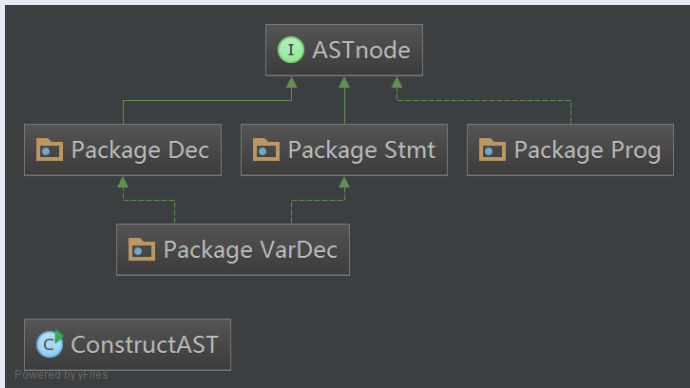 I ASTnode
Package Dec
Package Stmt
Package Prog
Package VarDec
C ConstructAST
Powered by yFiles